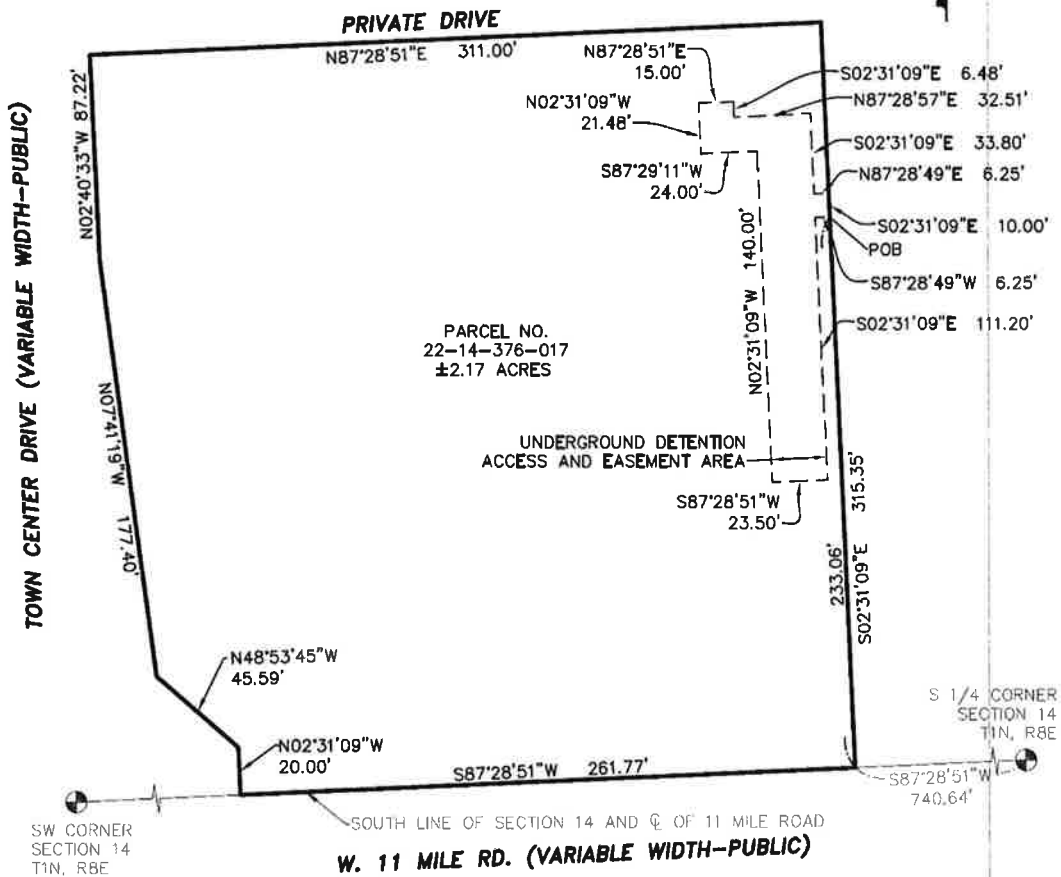 PRIVATE DRIVE
N87°28'51"E 311.00'
N87°28'51"E
15.00'
S02°31'09"E 6.48'
N87°28'57"E 32.51'
N02°31'09"W
21.48'
S02°31'09"E 33.80'
S87°29'11"W
24.00'
N87°28'49"E 6.25'
S02°31'09"E 10.00'
POB
S87°28'49"W 6.25'
S02°31'09"E 111.20'
N02°31'09"W 140.00'
TOWN CENTER DRIVE (VARIABLE WIDTH-PUBLIC)
N02°40'33"W 87.22'
N07°41'19"W 177.40'
PARCEL NO.
22-14-376-017
±2.17 ACRES
UNDERGROUND DETENTION
ACCESS AND EASEMENT AREA
S87°28'51"W
23.50'
233.06'
S02°31'09"E 315.35'
N48°53'45"W
45.59'
N02°31'09"W
20.00'
S87°28'51"W 261.77'
S 1/4 CORNER
SECTION 14
T1N, R8E
S87°28'51"W
740.64'
SW CORNER
SECTION 14
T1N, R8E
SOUTH LINE OF SECTION 14 AND ℄ OF 11 MILE ROAD
W. 11 MILE RD. (VARIABLE WIDTH-PUBLIC)